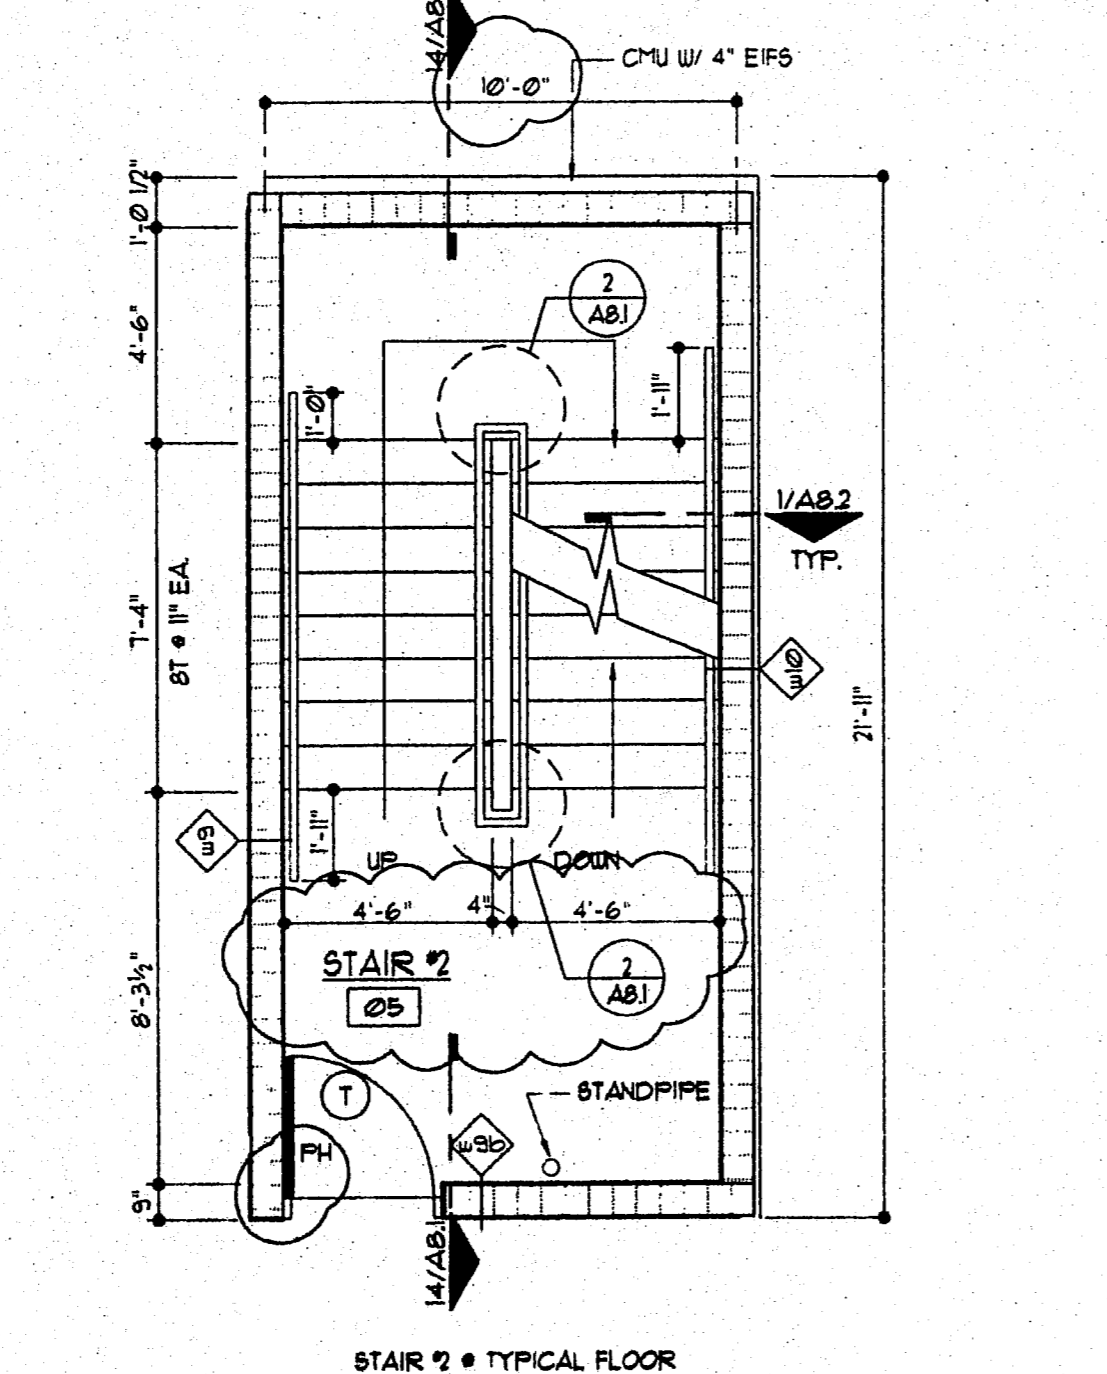 14/A8
CMU W/ 4" EIFS
10'-0"
1'-0 1/2"
2
A8.1
4'-6"
1'-0"
1'-11"
1/A8.2
TYP.
7'-4"
8T @ 11" EA.
w10
21'-11"
w9
1'-11"
UP
DOWN
4'-6"
4"
4'-6"
STAIR #2
05
2
A8.1
8'-3½"
T
STANDPIPE
PH
w9b
9"
14/A8.1
STAIR #2 @ TYPICAL FLOOR